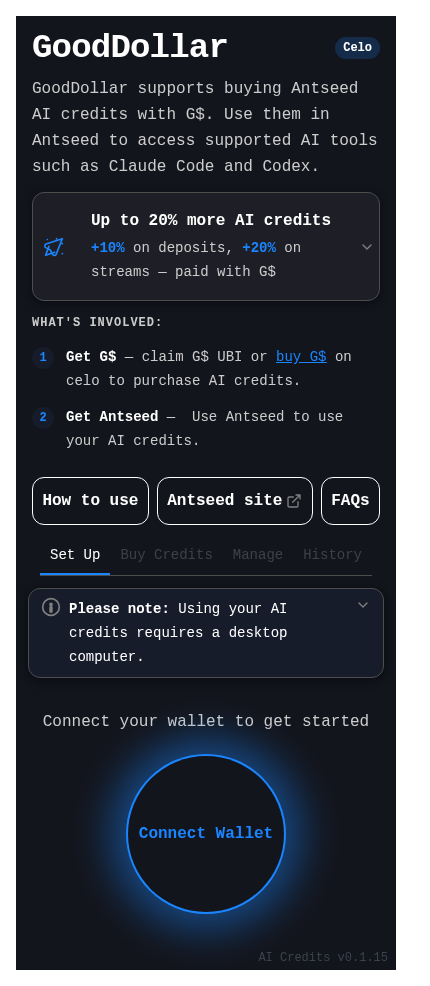 GoodDollar
Celo
GoodDollar supports buying Antseed
AI credits with G$. Use them in
Antseed to access supported AI tools
such as Claude Code and Codex.
Up to 20% more AI credits
+10% on deposits, +20% on
streams — paid with G$
WHAT'S INVOLVED:
1 Get G$ — claim G$ UBI or buy G$ on
celo to purchase AI credits.
2 Get Antseed — Use Antseed to use
your AI credits.
How to use Antseed site FAQs
Set Up Buy Credits Manage History
Please note: Using your AI
credits requires a desktop
computer.
Connect your wallet to get started
Connect Wallet
AI Credits v0.1.15